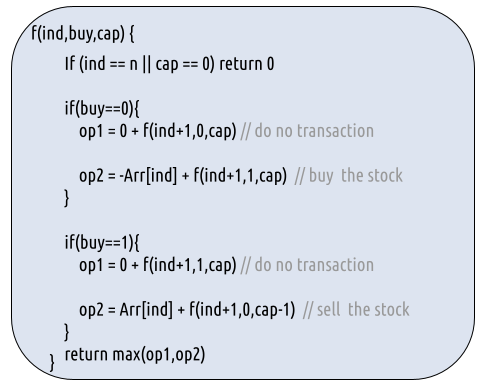 f(ind,buy,cap) {
If (ind == n || cap == 0) return 0
if(buy==0){
op1 = 0 + f(ind+1,0,cap) // do no transaction
op2 = -Arr[ind] + f(ind+1,1,cap) // buy the stock
}
if(buy==1){
op1 = 0 + f(ind+1,1,cap) // do no transaction
op2 = Arr[ind] + f(ind+1,0,cap-1) // sell the stock
}
return max(op1,op2)
}